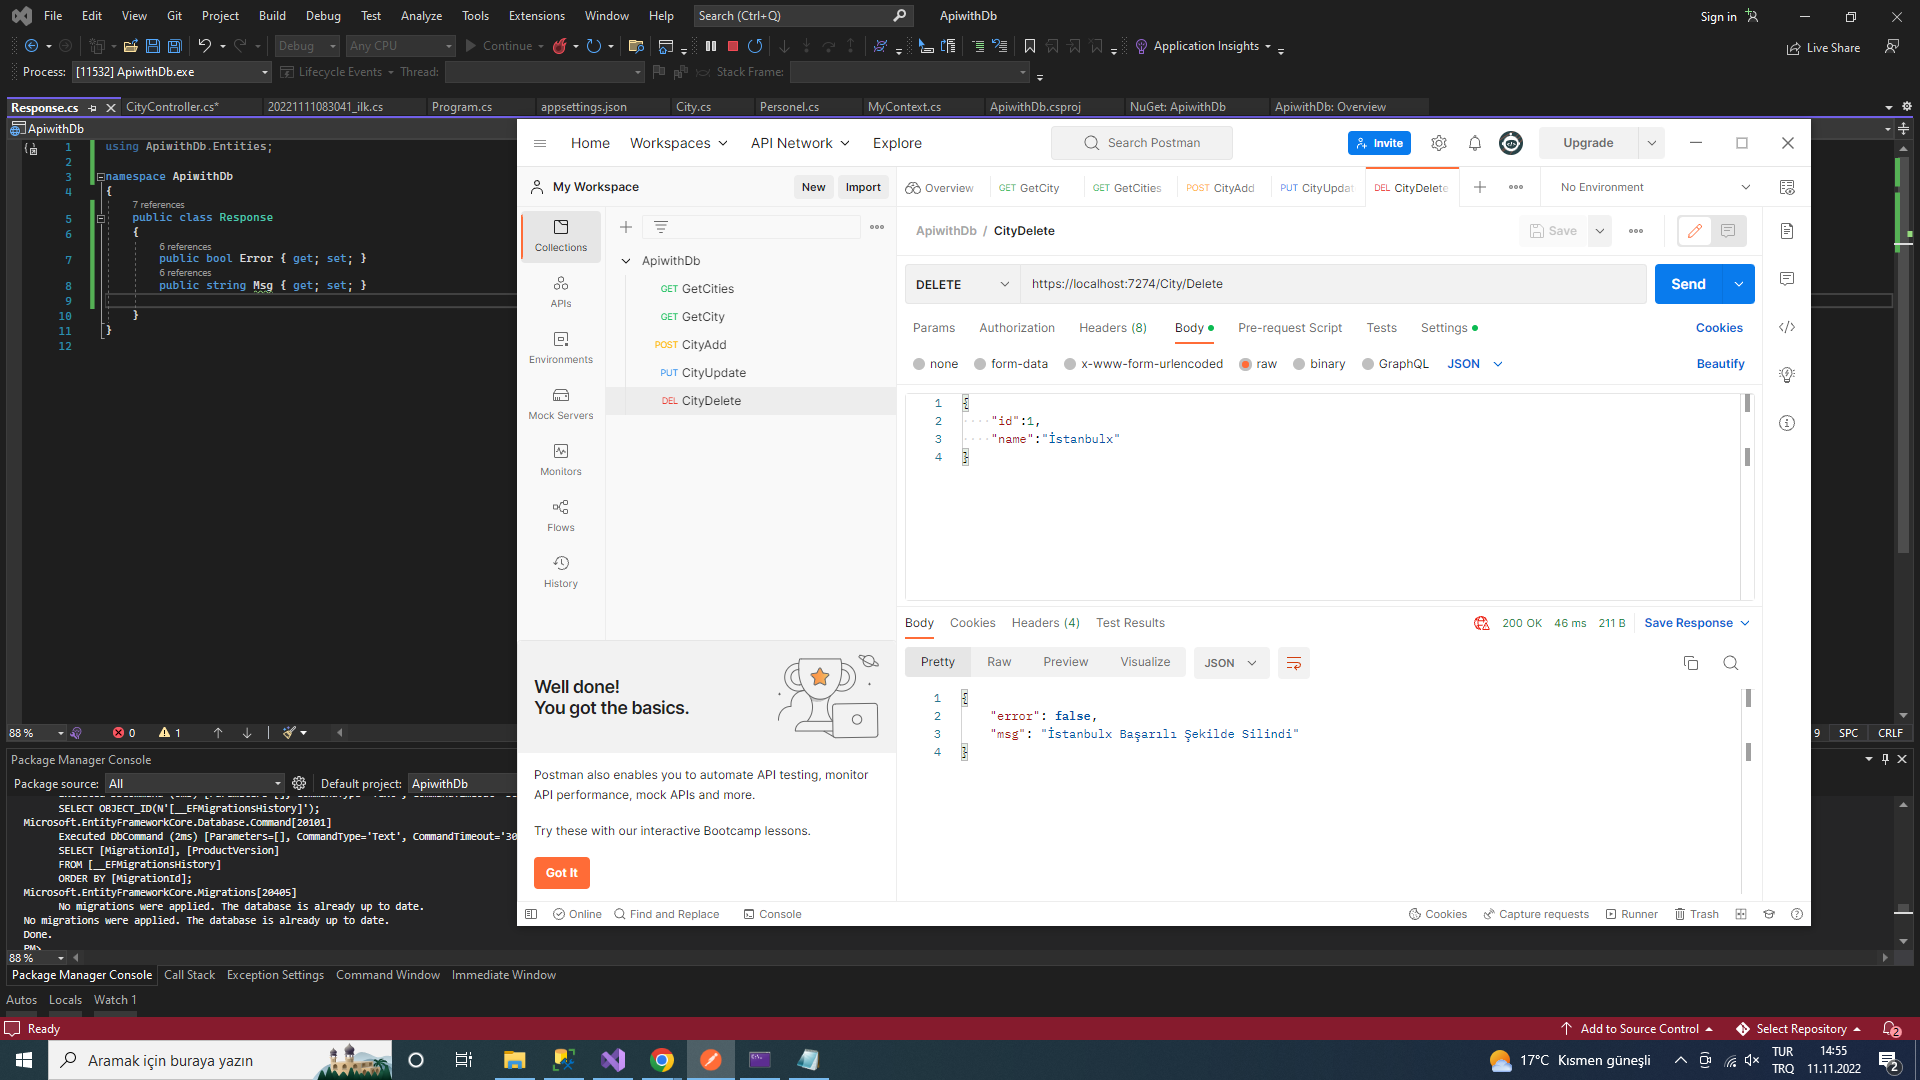 File Edit View Git Project Build Debug Test Analyze Tools Extensions Window Help Search (Ctrl+Q) ApiwithDb Sign in
Debug Any CPU Continue Application Insights Live Share
Process: [11532] ApiwithDb.exe Lifecycle Events Thread: Stack Frame:
Response.cs CityController.cs* 20221111083041_ilk.cs Program.cs appsettings.json City.cs Personel.cs MyContext.cs ApiwithDb.csproj NuGet: ApiwithDb ApiwithDb: Overview
ApiwithDb
1 using ApiwithDb.Entities;
2
3 namespace ApiwithDb
4 {
7 references
5 public class Response
6 {
6 references
7 public bool Error { get; set; }
6 references
8 public string Msg { get; set; }
9
10 }
11 }
12
88 % 0 1
9 SPC CRLF
Home Workspaces API Network Explore Search Postman Invite Upgrade
My Workspace New Import
Overview GET GetCity GET GetCities POST CityAdd PUT CityUpdat DEL CityDelete No Environment
Collections
APIs
Environments
Mock Servers
Monitors
Flows
History
ApiwithDb
GET GetCities
GET GetCity
POST CityAdd
PUT CityUpdate
DEL CityDelete
ApiwithDb / CityDelete Save
DELETE https://localhost:7274/City/Delete Send
Params Authorization Headers (8) Body Pre-request Script Tests Settings Cookies
none form-data x-www-form-urlencoded raw binary GraphQL JSON Beautify
1 {
2 "id":1,
3 "name":"İstanbulx"
4 }
Body Cookies Headers (4) Test Results 200 OK 46 ms 211 B Save Response
Pretty Raw Preview Visualize JSON
1 {
2 "error": false,
3 "msg": "İstanbulx Başarılı Şekilde Silindi"
4 }
Well done!
You got the basics.
Postman also enables you to automate API testing, monitor
API performance, mock APIs and more.
Try these with our interactive Bootcamp lessons.
Got It
Online Find and Replace Console Cookies Capture requests Runner Trash
Package Manager Console
Package source: All Default project: ApiwithDb
SELECT OBJECT_ID(N'[__EFMigrationsHistory]');
Microsoft.EntityFrameworkCore.Database.Command[20101]
Executed DbCommand (2ms) [Parameters=[], CommandType='Text', CommandTimeout='30
SELECT [MigrationId], [ProductVersion]
FROM [__EFMigrationsHistory]
ORDER BY [MigrationId];
Microsoft.EntityFrameworkCore.Migrations[20405]
No migrations were applied. The database is already up to date.
No migrations were applied. The database is already up to date.
Done.
PM>
88 %
Package Manager Console Call Stack Exception Settings Command Window Immediate Window
Autos Locals Watch 1
Ready Add to Source Control Select Repository 2
Aramak için buraya yazın 17°C Kısmen güneşli TUR 14:55
TRQ 11.11.2022 2